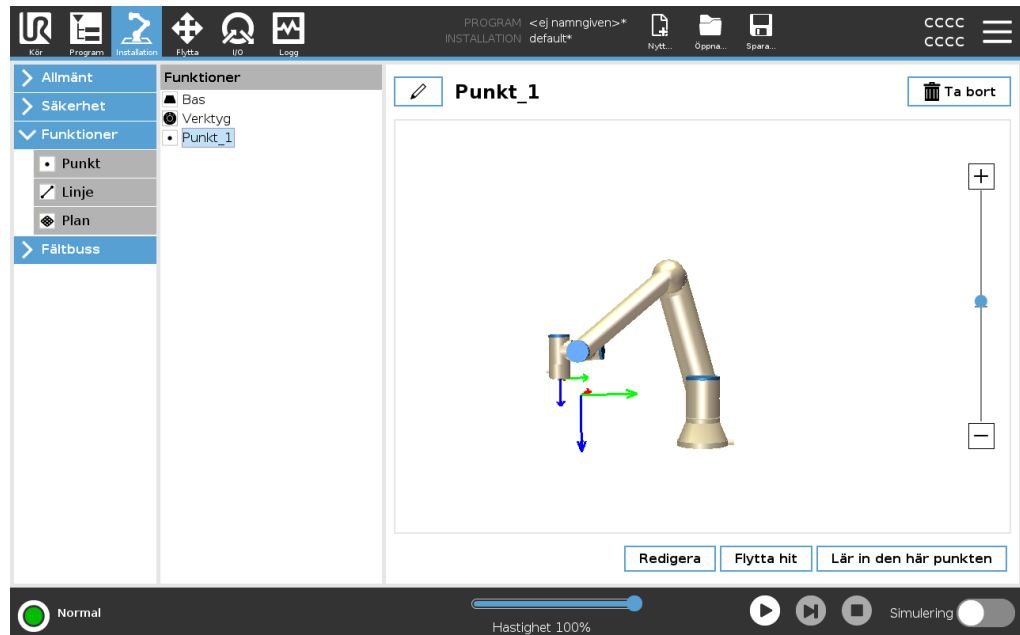 UR
PROGRAM <ej namngiven>*
INSTALLATION default*
CCCC
CCCC
Kör Program Installation Flytta I/O Logg
Nytt... Öppna... Spara...
Allmänt
Säkerhet
Funktioner
Punkt
Linje
Plan
Fältbuss
Funktioner
Bas
Verktyg
Punkt_1
Punkt_1
Ta bort
Redigera Flytta hit Lär in den här punkten
Normal
Hastighet 100%
Simulering